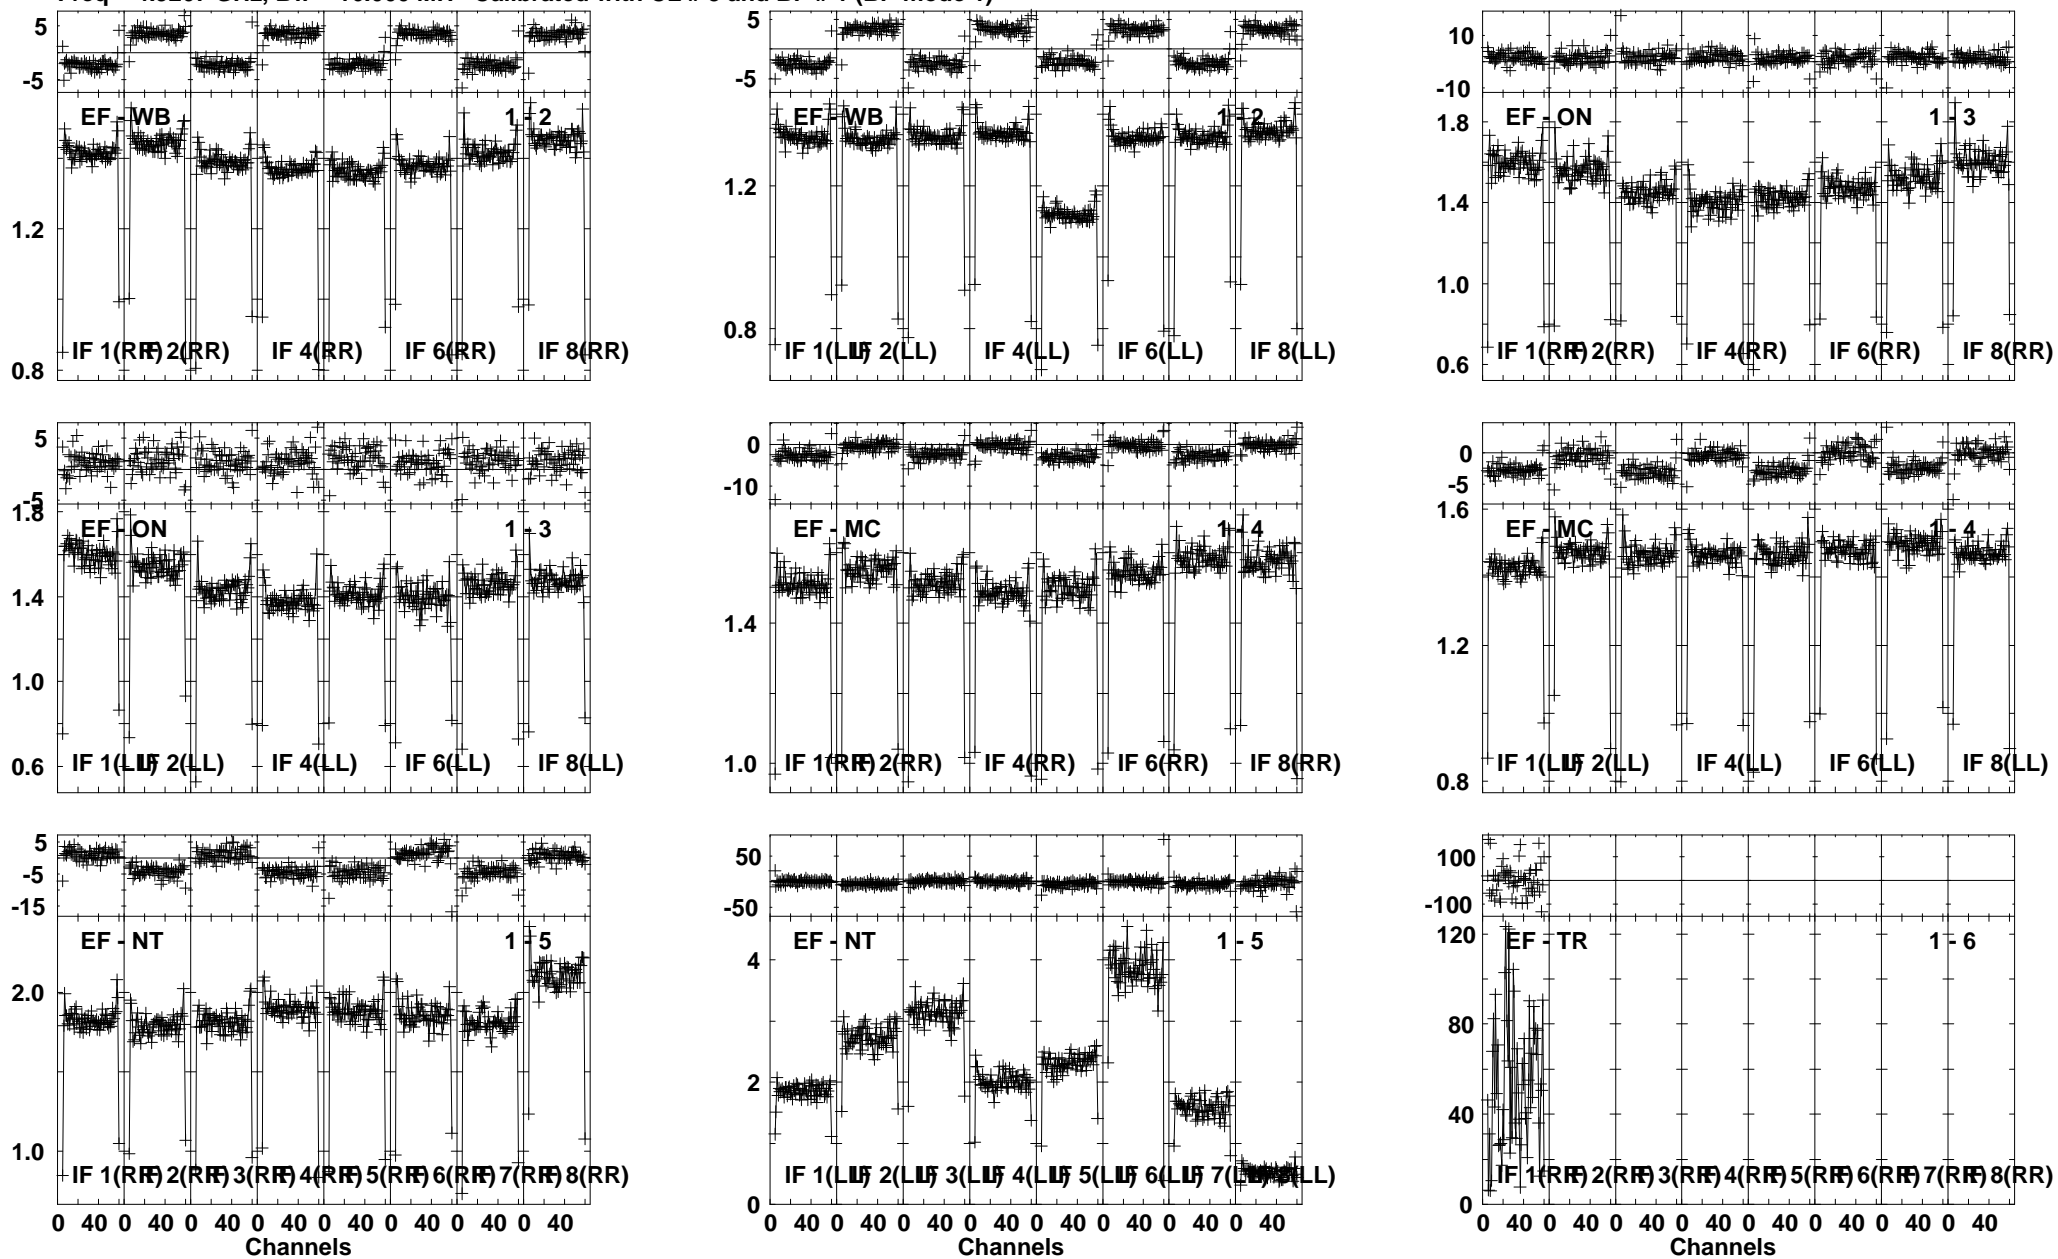 5
-5
EF - WB 1 - 2
1.2
0.8
IF 1(RR) IF 2(RR) IF 4(RR) IF 6(RR) IF 8(RR)
5
-5
EF - WB 1 - 2
1.2
0.8
IF 1(LL) IF 2(LL) IF 4(LL) IF 6(LL) IF 8(LL)
10
-10
EF - ON 1 - 3
1.8
1.4
1.0
0.6
IF 1(RR) IF 2(RR) IF 4(RR) IF 6(RR) IF 8(RR)
5
-5
1.8
EF - ON 1 - 3
1.4
1.0
0.6
IF 1(LL) IF 2(LL) IF 4(LL) IF 6(LL) IF 8(LL)
0
-10
EF - MC 1 - 4
1.4
1.0
IF 1(RR) IF 2(RR) IF 4(RR) IF 6(RR) IF 8(RR)
0
-5
1.6
EF - MC 1 - 4
1.2
0.8
IF 1(LL) IF 2(LL) IF 4(LL) IF 6(LL) IF 8(LL)
5
-5
-15
EF - NT 1 - 5
2.0
1.0
IF 1(RR) IF 2(RR) IF 3(RR) IF 4(RR) IF 5(RR) IF 6(RR) IF 7(RR) IF 8(RR)
0 40 0 40 0 40 0 40 0 40 0 40 0 40 0 40
Channels
50
-50
EF - NT 1 - 5
4
2
0
IF 1(LL) IF 2(LL) IF 3(LL) IF 4(LL) IF 5(LL) IF 6(LL) IF 7(LL) IF 8(LL)
0 40 0 40 0 40 0 40 0 40 0 40 0 40 0 40
Channels
100
-100
EF - TR 1 - 6
120
80
40
0
IF 1(RR) IF 2(RR) IF 3(RR) IF 4(RR) IF 5(RR) IF 6(RR) IF 7(RR) IF 8(RR)
0 40 0 40 0 40 0 40 0 40 0 40 0 40 0 40
Channels